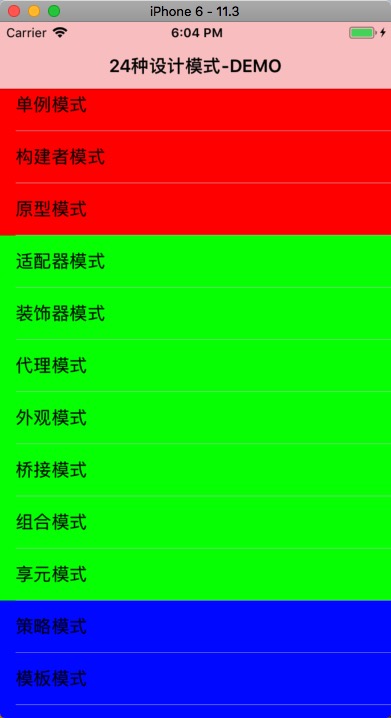 iPhone 6 - 11.3
Carrier 6:04 PM
24种设计模式-DEMO
单例模式
构建者模式
原型模式
适配器模式
装饰器模式
代理模式
外观模式
桥接模式
组合模式
享元模式
策略模式
模板模式